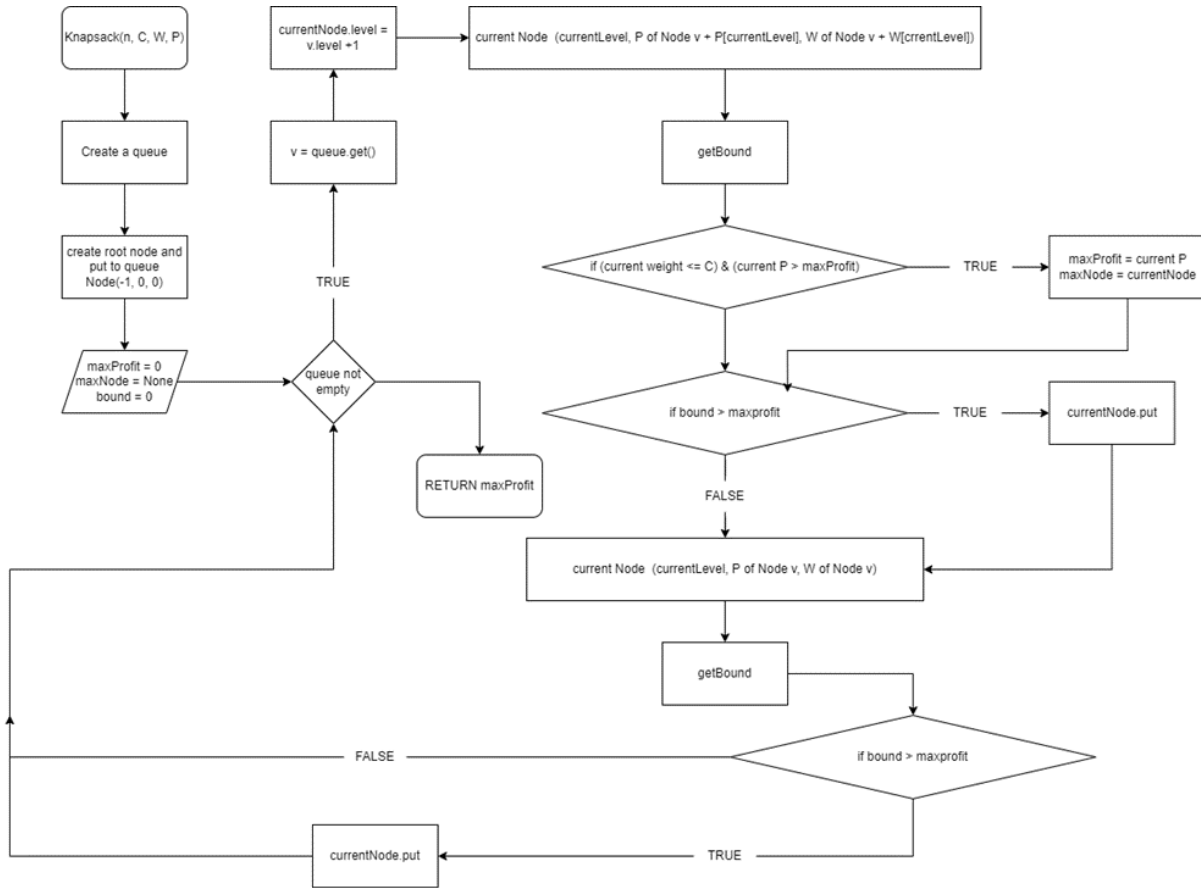 Knapsack(n, C, W, P)
Create a queue
create root node and
put to queue
Node(-1, 0, 0)
maxProfit = 0
maxNode = None
bound = 0
queue not
empty
TRUE
v = queue.get()
currentNode.level =
v.level +1
current Node (currentLevel, P of Node v + P[currentLevel], W of Node v + W[crrentLevel])
getBound
if (current weight <= C) & (current P > maxProfit)
TRUE
maxProfit = current P
maxNode = currentNode
if bound > maxprofit
TRUE
currentNode.put
RETURN maxProfit
FALSE
current Node (currentLevel, P of Node v, W of Node v)
getBound
if bound > maxprofit
FALSE
TRUE
currentNode.put